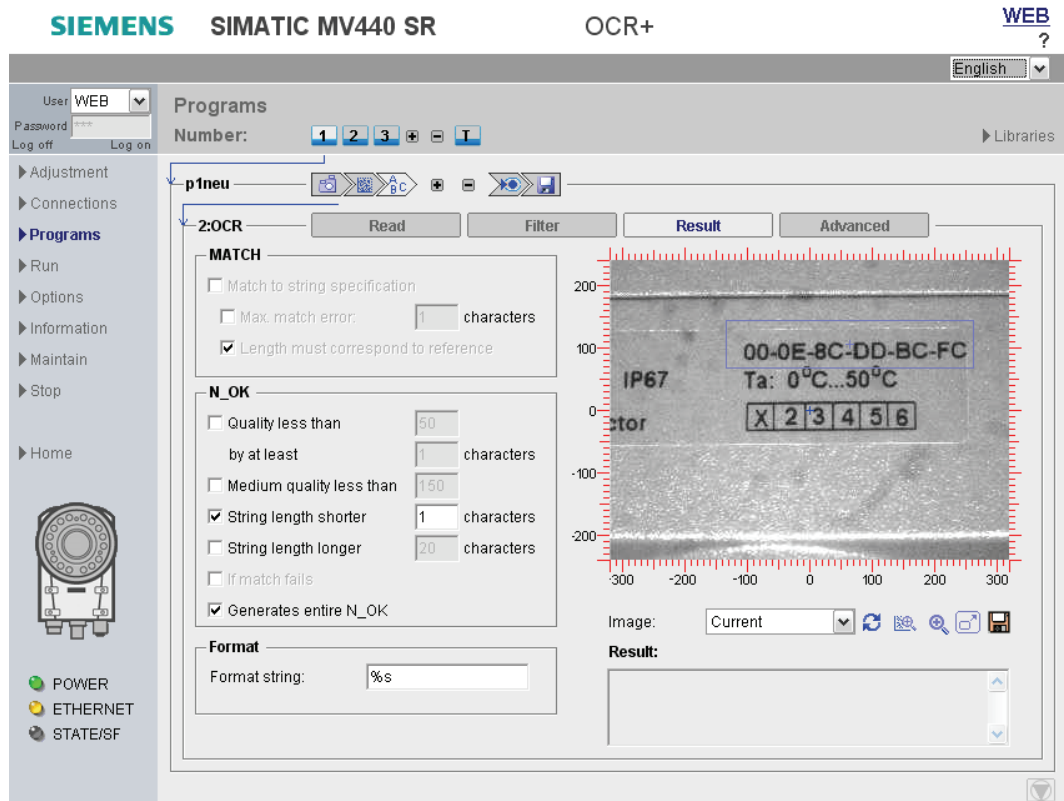 SIEMENS SIMATIC MV440 SR OCR+ WEB
?
English
User WEB
Password ***
Log off Log on
Programs
Number: 1 2 3 T
Libraries
Adjustment
Connections
Programs
Run
Options
Information
Maintain
Stop
Home
POWER
ETHERNET
STATE/SF
p1neu
A B C
2:OCR Read Filter Result Advanced
MATCH
Match to string specification
Max. match error: 1 characters
Length must correspond to reference
N_OK
Quality less than 50
by at least 1 characters
Medium quality less than 150
String length shorter 1 characters
String length longer 20 characters
If match fails
Generates entire N_OK
Format
Format string: %s
200
100
0
-100
-200
-300 -200 -100 0 100 200 300
00-0E-8C-DD-BC-FC
IP67 Ta: 0°C...50°C
ctor X 2 3 4 5 6
Image: Current
Result: